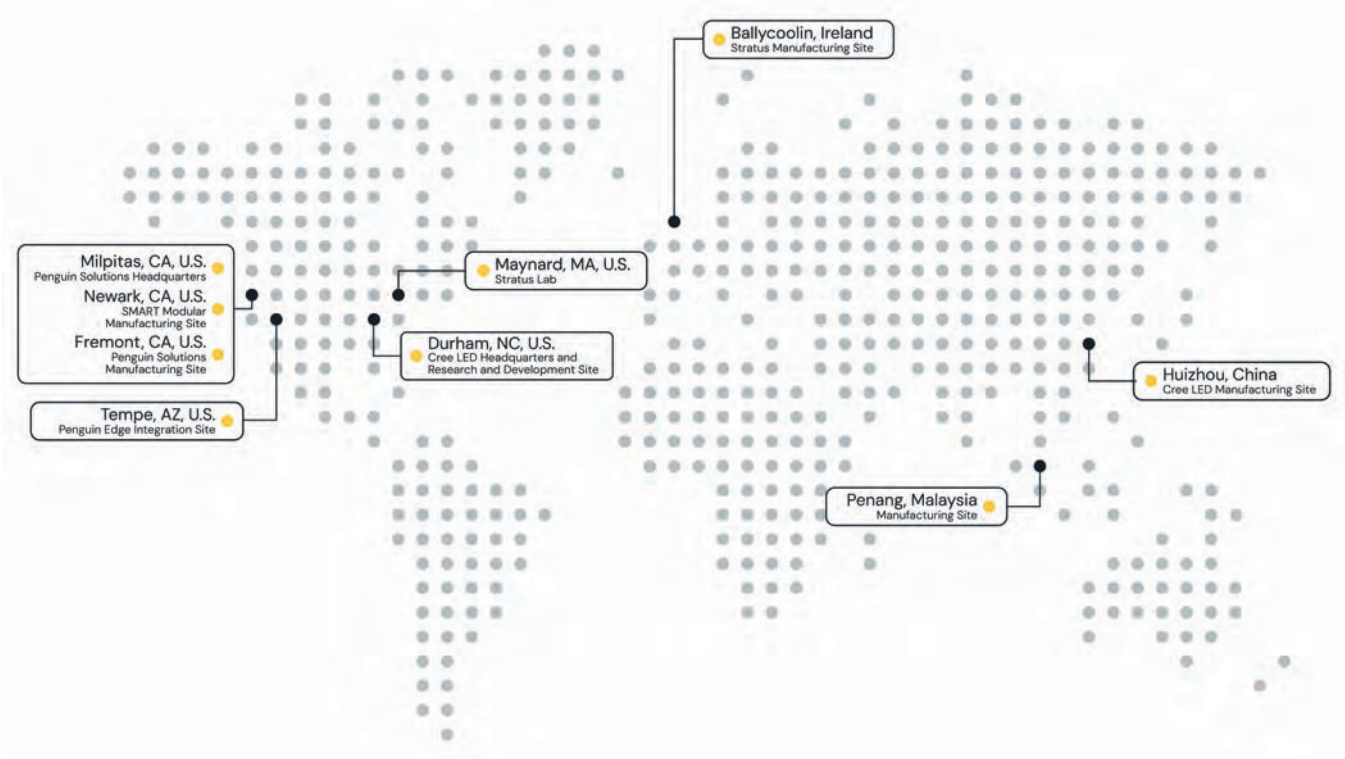 Ballycoolin, Ireland
Stratus Manufacturing Site
Milpitas, CA, U.S.
Penguin Solutions Headquarters
Newark, CA, U.S.
SMART Modular
Manufacturing Site
Fremont, CA, U.S.
Penguin Solutions
Manufacturing Site
Maynard, MA, U.S.
Stratus Lab
Durham, NC, U.S.
Cree LED Headquarters and
Research and Development Site
Tempe, AZ, U.S.
Penguin Edge Integration Site
Huizhou, China
Cree LED Manufacturing Site
Penang, Malaysia
Manufacturing Site